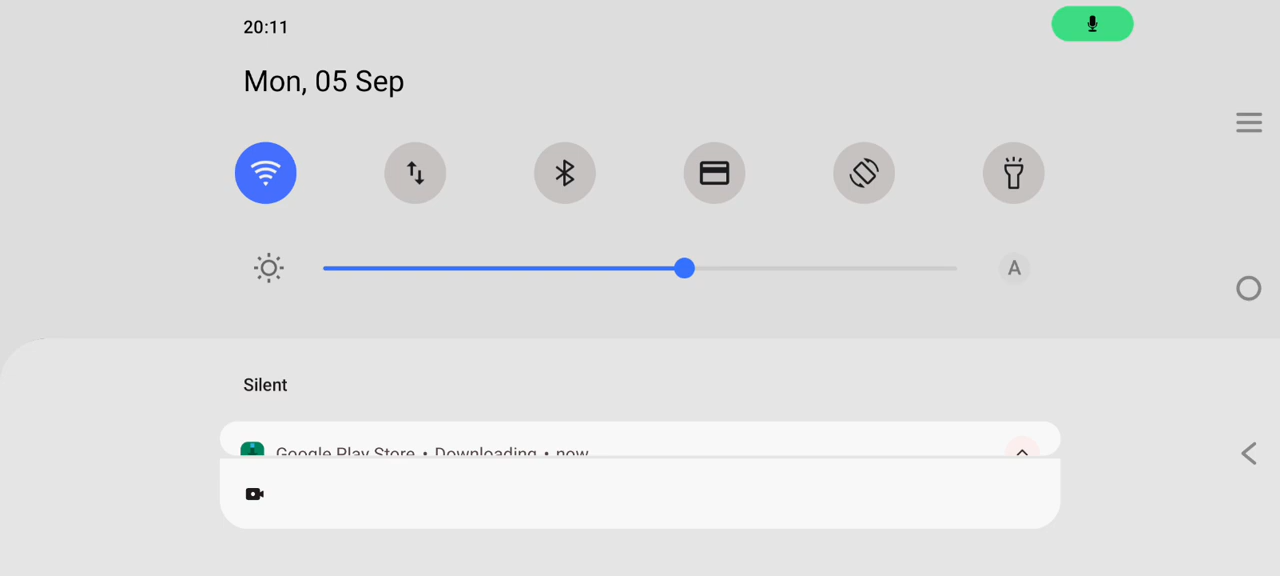 20:11
Mon, 05 Sep
A
Silent
Google Play Store • Downloading • now